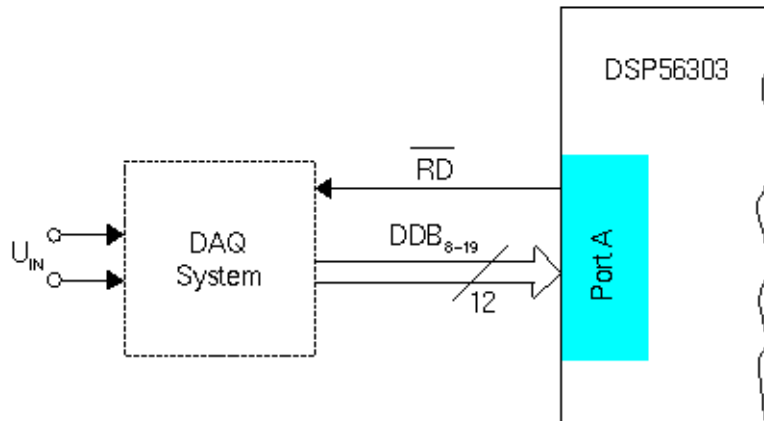 DSP56303
RD
DAQ
System
DDB8-19
12
UIN
Port A